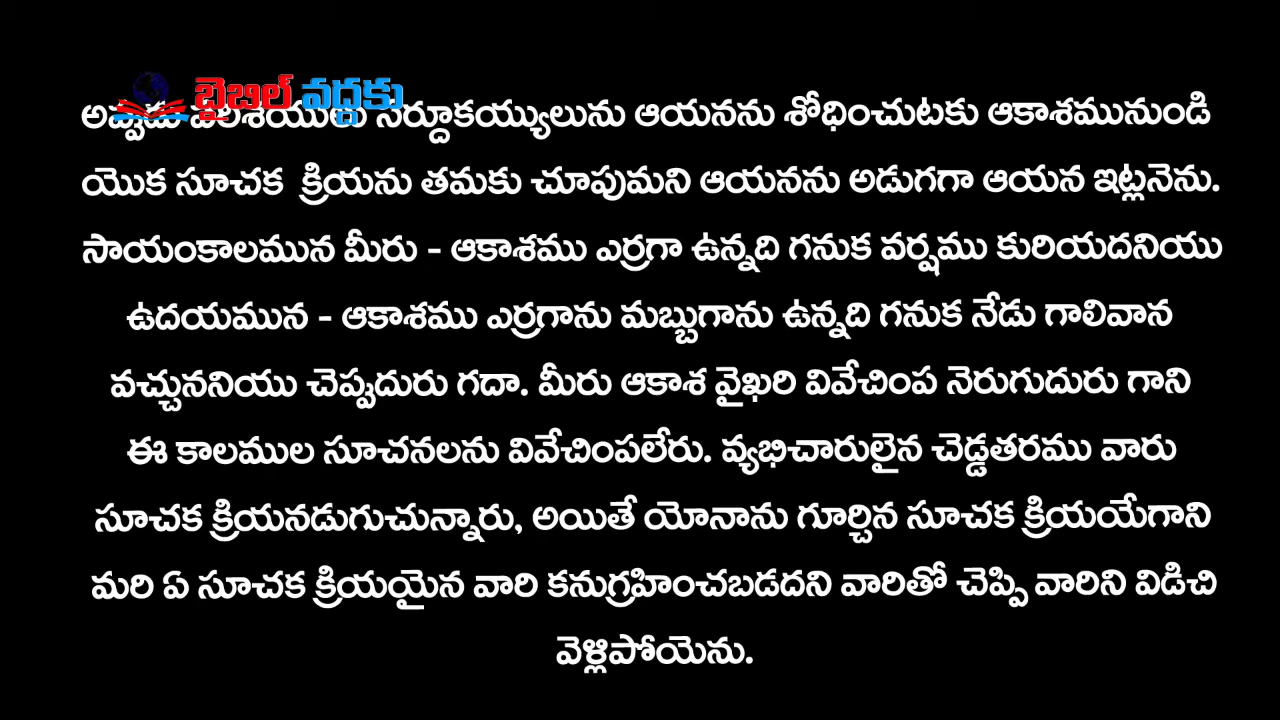 బైబిల్ వద్దకు
సర్దూకయ్యులును ఆయనను శోధించుటకు ఆకాశమునుండి
యొక సూచక క్రియను తమకు చూపుమని ఆయనను అడుగగా ఆయన ఇట్లనెను.
సాయంకాలమున మీరు - ఆకాశము ఎర్రగా ఉన్నది గనుక వర్షము కురియదనియు
ఉదయమున - ఆకాశము ఎర్రగాను మబ్బుగాను ఉన్నది గనుక నేడు గాలివాన
వచ్చుననియు చెప్పదురు గదా. మీరు ఆకాశ వైఖరి వివేచింప నెరుగుదురు గాని
ఈ కాలముల సూచనలను వివేచింపలేరు. వ్యభిచారులైన చెడ్డతరము వారు
సూచక క్రియనడుగుచున్నారు, అయితే యోనాను గూర్చిన సూచక క్రియయేగాని
మరి ఏ సూచక క్రియయైన వారి కనుగ్రహించబడదని వారితో చెప్పి వారిని విడిచి
వెళ్లిపోయెను.